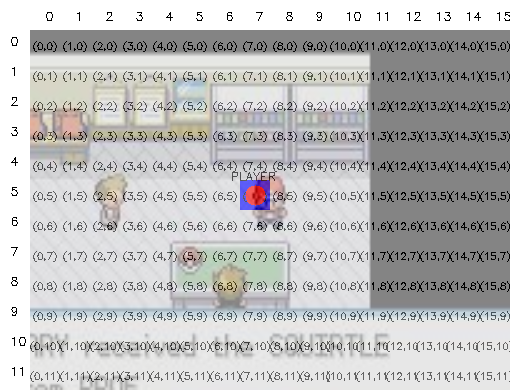 0 1 2 3 4 5 6 7 8 9 10 11 12 13 14 15
0 (0,0) (1,0) (2,0) (3,0) (4,0) (5,0) (6,0) (7,0) (8,0) (9,0) (10,0) (11,0) (12,0) (13,0) (14,0) (15,0)
1 (0,1) (1,1) (2,1) (3,1) (4,1) (5,1) (6,1) (7,1) (8,1) (9,1) (10,1) (11,1) (12,1) (13,1) (14,1) (15,1)
2 (0,2) (1,2) (2,2) (3,2) (4,2) (5,2) (6,2) (7,2) (8,2) (9,2) (10,2) (11,2) (12,2) (13,2) (14,2) (15,2)
3 (0,3) (1,3) (2,3) (3,3) (4,3) (5,3) (6,3) (7,3) (8,3) (9,3) (10,3) (11,3) (12,3) (13,3) (14,3) (15,3)
4 (0,4) (1,4) (2,4) (3,4) (4,4) (5,4) (6,4) (7,4) (8,4) (9,4) (10,4) (11,4) (12,4) (13,4) (14,4) (15,4)
PLAYER
5 (0,5) (1,5) (2,5) (3,5) (4,5) (5,5) (6,5) (8,5) (9,5) (10,5) (11,5) (12,5) (13,5) (14,5) (15,5)
6 (0,6) (1,6) (2,6) (3,6) (4,6) (5,6) (6,6) (7,6) (8,6) (9,6) (10,6) (11,6) (12,6) (13,6) (14,6) (15,6)
7 (0,7) (1,7) (2,7) (3,7) (4,7) (5,7) (6,7) (7,7) (8,7) (9,7) (10,7) (11,7) (12,7) (13,7) (14,7) (15,7)
8 (0,8) (1,8) (2,8) (3,8) (4,8) (5,8) (6,8) (7,8) (8,8) (9,8) (10,8) (11,8) (12,8) (13,8) (14,8) (15,8)
9 (0,9) (1,9) (2,9) (3,9) (4,9) (5,9) (6,9) (7,9) (8,9) (9,9) (10,9) (11,9) (12,9) (13,9) (14,9) (15,9)
10 (0,10) (1,10) (2,10) (3,10) (4,10) (5,10) (6,10) (7,10) (8,10) (9,10) (10,10) (11,10) (12,10) (13,10) (14,10) (15,10)
RY received the SQUIRTLE
11 (0,11) (1,11) (2,11) (3,11) (4,11) (5,11) (6,11) (7,11) (8,11) (9,11) (10,11) (11,11) (12,11) (13,11) (14,11) (15,11)